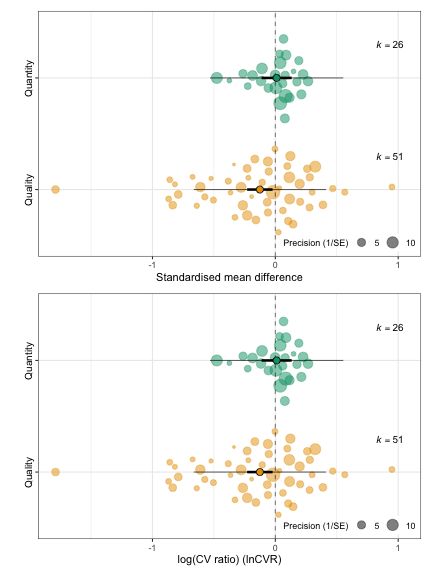 Quantity
k = 26
Quality
k = 51
Precision (1/SE) 5 10
-1 0 1
Standardised mean difference
Quantity
k = 26
Quality
k = 51
Precision (1/SE) 5 10
-1 0 1
log(CV ratio) (lnCVR)